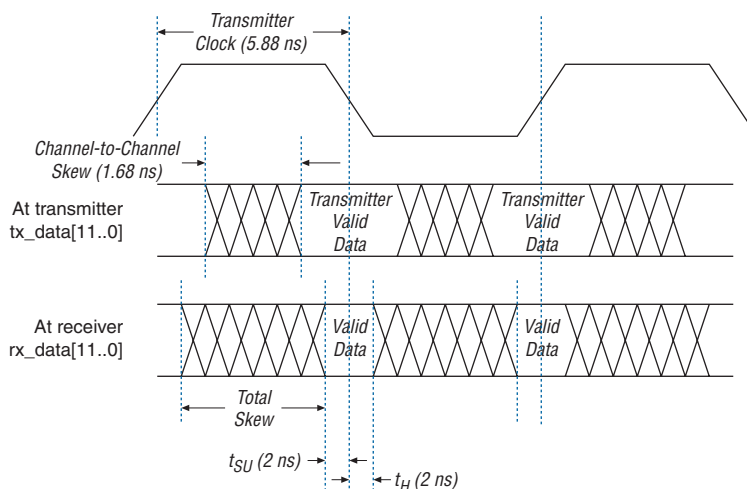 Transmitter
Clock (5.88 ns)
Channel-to-Channel
Skew (1.68 ns)
At transmitter
tx_data[11..0]
Transmitter
Valid
Data
Transmitter
Valid
Data
At receiver
rx_data[11..0]
Valid
Data
Valid
Data
Total
Skew
tSU (2 ns)
tH (2 ns)